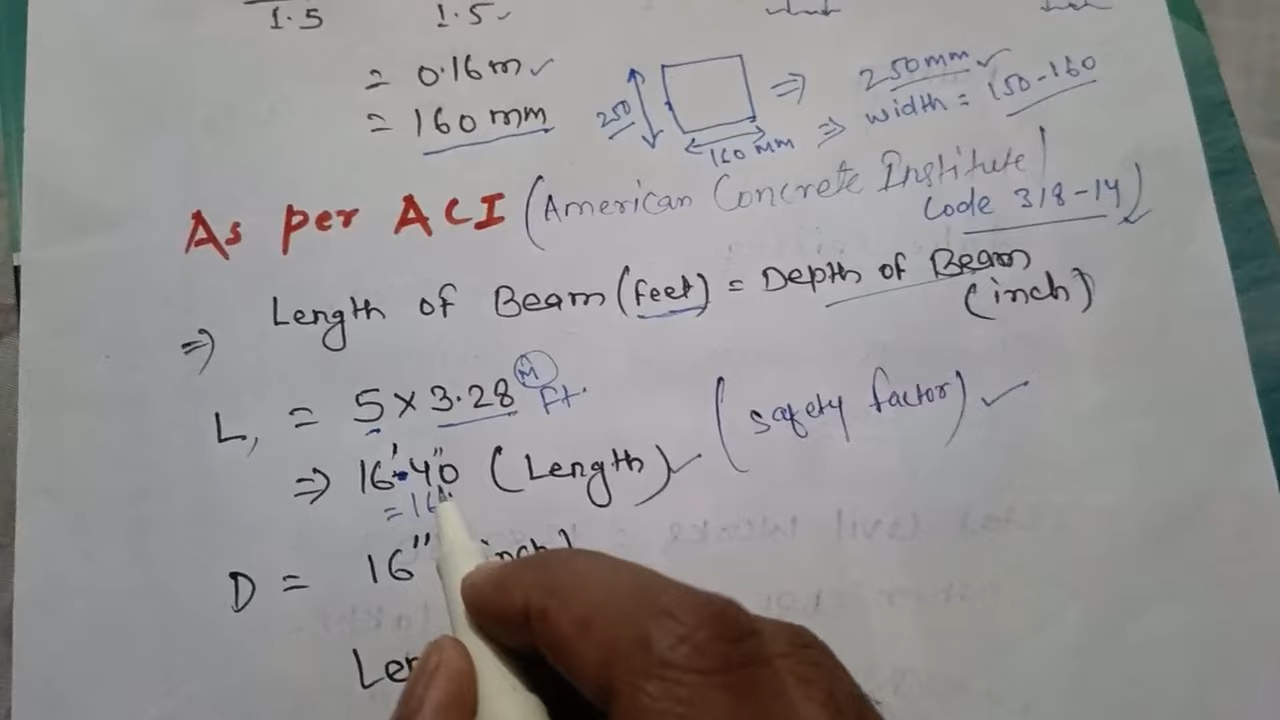 1.5 1.5
= 0.16m
= 160 mm
250
160 mm
⇒ 250mm
⇒ width = 150-160
As per ACI (American Concrete Institute/
Code 318-14)
⇒ Length of Beam (feet) = Depth of Beam
(inch)
L, = 5 × 3.28 M ft.
⇒ 16'.40" (Length) (Safety factor)
= 16
D = 16" inch)
Len